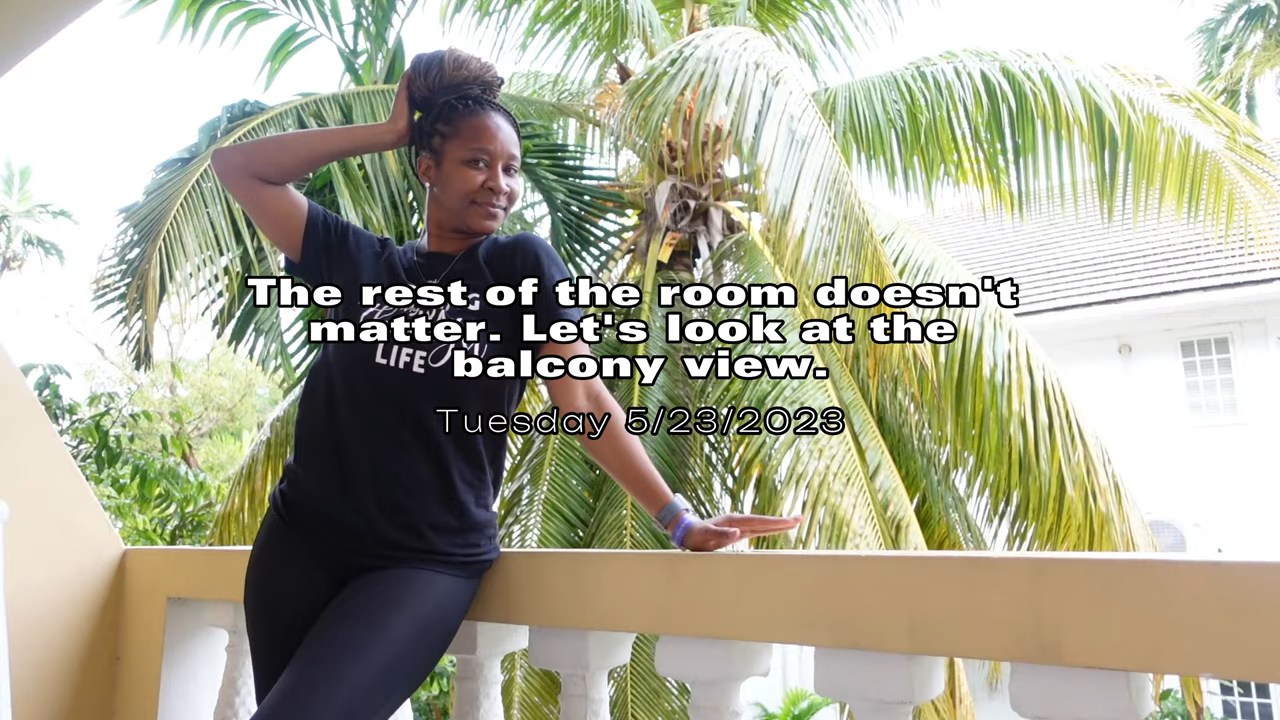 The rest of the room doesn't
matter. Let's look at the
balcony view.
Tuesday 5/23/2023
LIFE